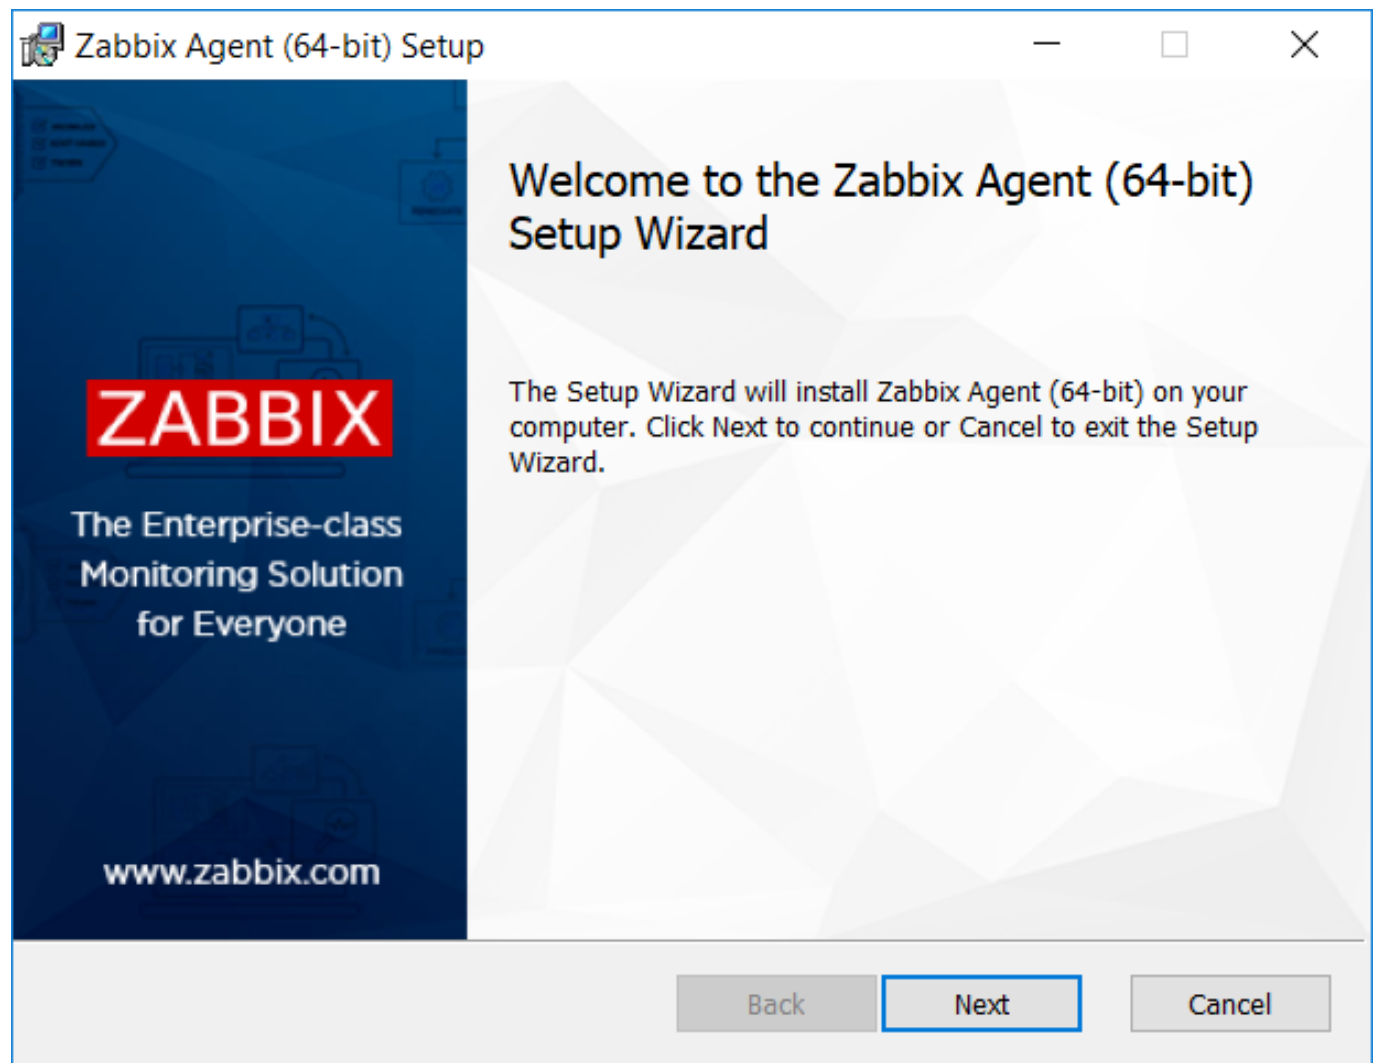 Zabbix Agent (64-bit) Setup
Welcome to the Zabbix Agent (64-bit)
Setup Wizard
The Setup Wizard will install Zabbix Agent (64-bit) on your
computer. Click Next to continue or Cancel to exit the Setup
Wizard.
ZABBIX
The Enterprise-class
Monitoring Solution
for Everyone
www.zabbix.com
Back
Next
Cancel